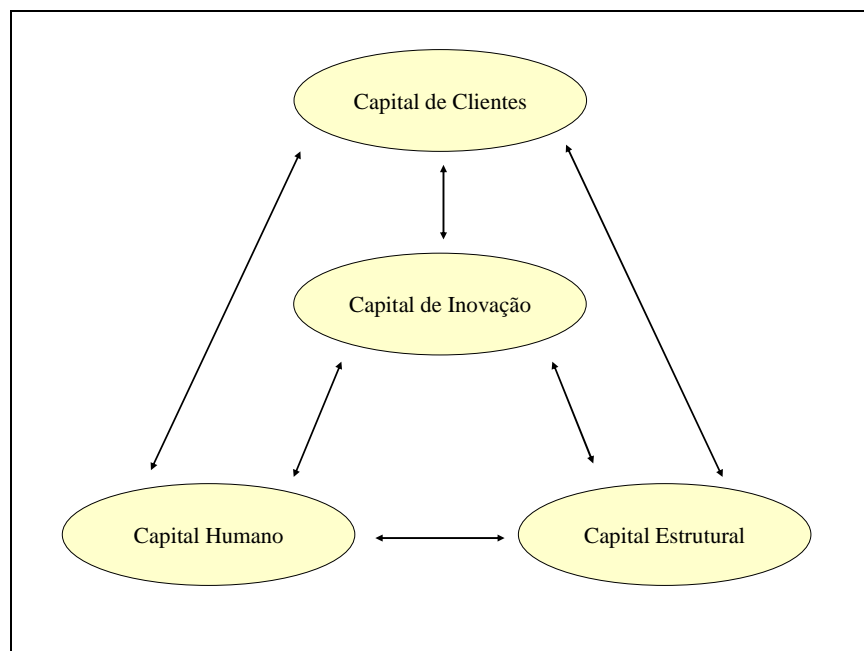 Capital de Clientes
Capital de Inovação
Capital Humano
Capital Estrutural